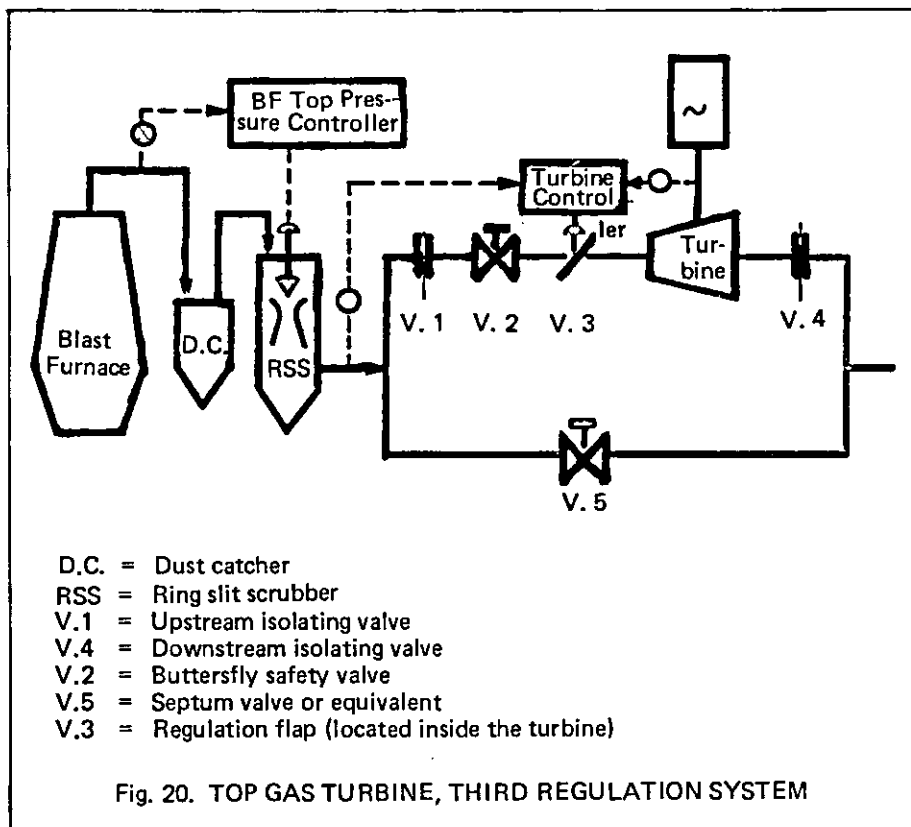 BF Top Pres-
sure Controller
~
Turbine
Control
ler
Tur-
bine
Blast
Furnace
D.C.
RSS
V. 1
V. 2
V. 3
V. 4
V. 5
D.C. = Dust catcher
RSS = Ring slit scrubber
V.1 = Upstream isolating valve
V.4 = Downstream isolating valve
V.2 = Buttersfly safety valve
V.5 = Septum valve or equivalent
V.3 = Regulation flap (located inside the turbine)
Fig. 20. TOP GAS TURBINE, THIRD REGULATION SYSTEM